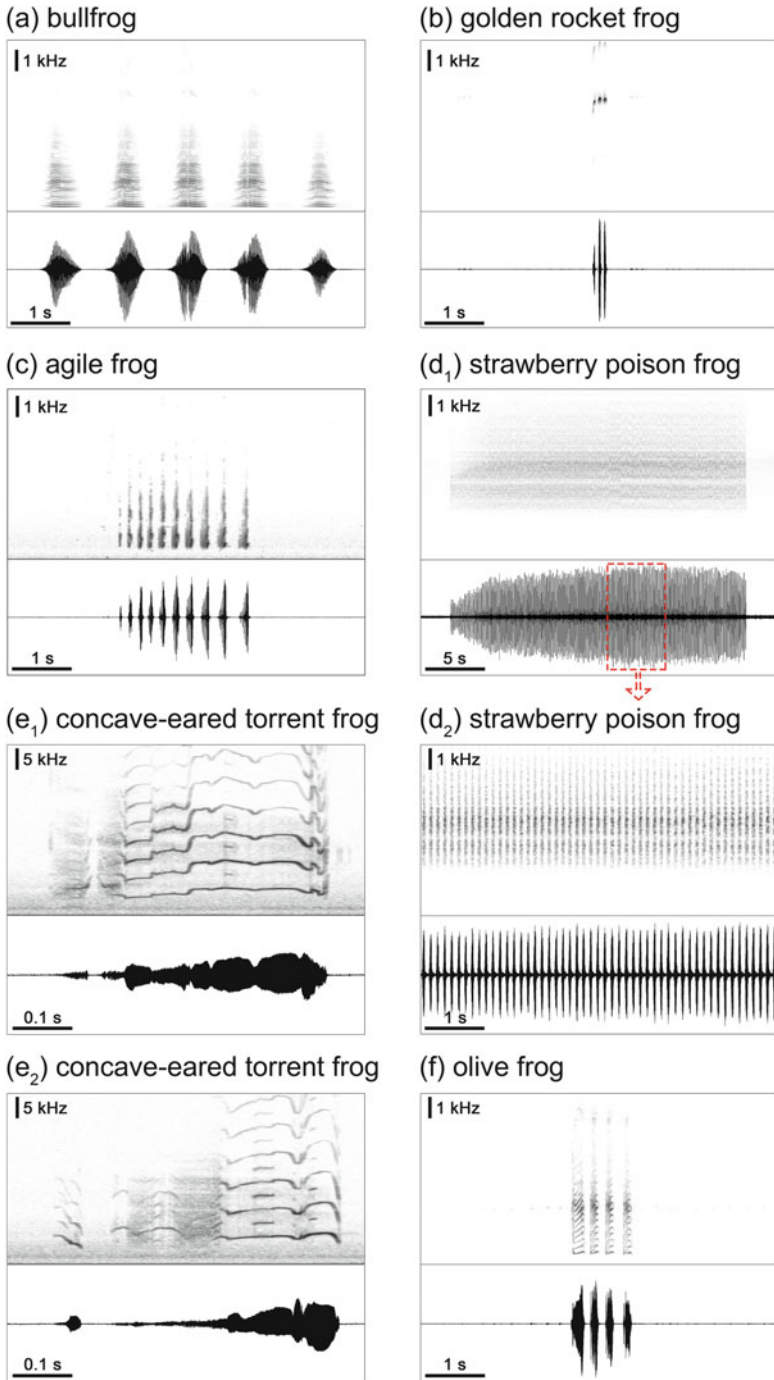 (a) bullfrog
1 kHz
1 s
(b) golden rocket frog
1 kHz
1 s
(c) agile frog
1 kHz
1 s
(d₁) strawberry poison frog
1 kHz
5 s
(e₁) concave-eared torrent frog
5 kHz
0.1 s
(d₂) strawberry poison frog
1 kHz
1 s
(e₂) concave-eared torrent frog
5 kHz
0.1 s
(f) olive frog
1 kHz
1 s